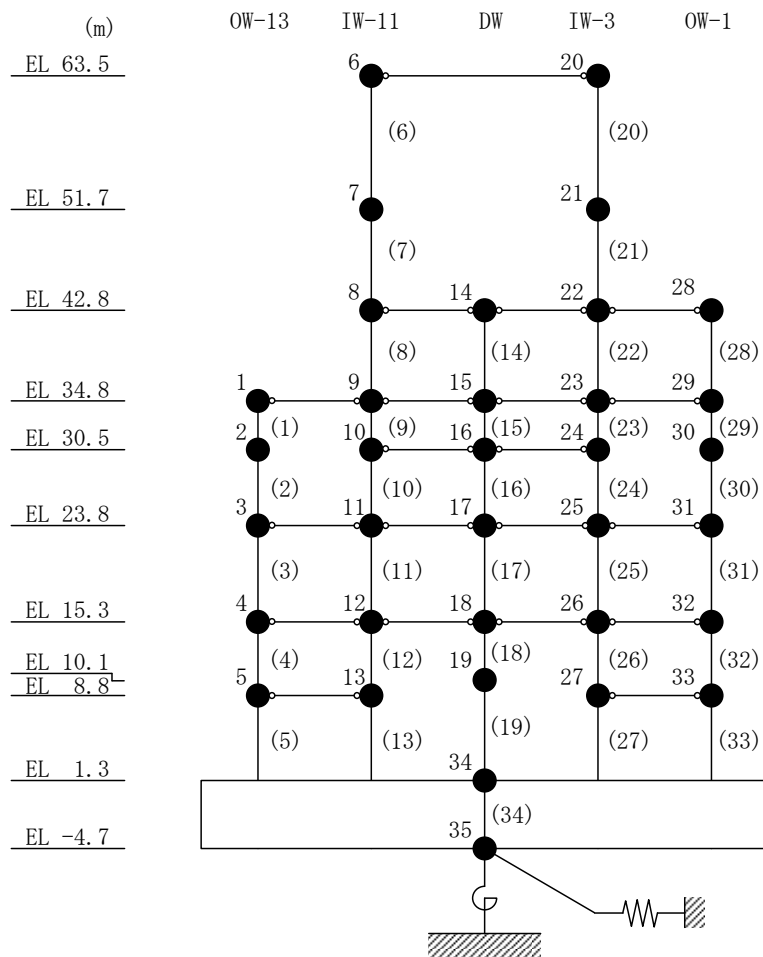 (m) OW-13 IW-11 DW IW-3 OW-1
EL 63.5 6 20
(6) (20)
EL 51.7 7 21
(7) (21)
EL 42.8 8 14 22 28
(8) (14) (22) (28)
EL 34.8 1 9 15 23 29
(1) (9) (15) (23) (29)
EL 30.5 2 10 16 24 30
(2) (10) (16) (24) (30)
EL 23.8 3 11 17 25 31
(3) (11) (17) (25) (31)
EL 15.3 4 12 18 26 32
(4) (12) (18) (26) (32)
EL 10.1 19
EL 8.8 5 13 27 33
(5) (13) (19) (27) (33)
EL 1.3 34
(34)
EL -4.7 35